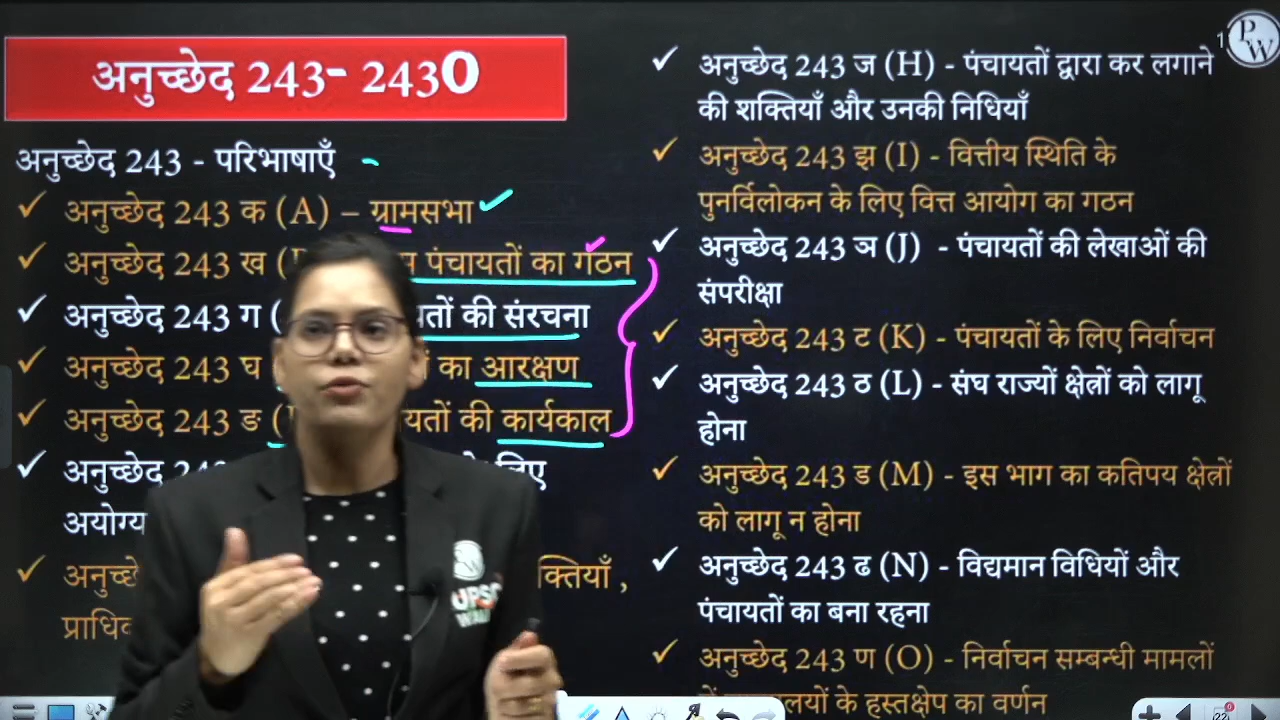 अनुच्छेद 243- 243O
अनुच्छेद 243 - परिभाषाएँ
अनुच्छेद 243 क (A) – ग्रामसभा
अनुच्छेद 243 ख ( पंचायतों का गठन
अनुच्छेद 243 ग ( की संरचना
अनुच्छेद 243 घ का आरक्षण
अनुच्छेद 243 ङ ( की कार्यकाल
लिए
,
अनुच्छेद 243 ज (H) - पंचायतों द्वारा कर लगाने
की शक्तियाँ और उनकी निधियाँ
अनुच्छेद 243 झ (I) - वित्तीय स्थिति के
पुनर्विलोकन के लिए वित्त आयोग का गठन
अनुच्छेद 243 ञ (J) - पंचायतों की लेखाओं की
संपरीक्षा
अनुच्छेद 243 ट (K) - पंचायतों के लिए निर्वाचन
अनुच्छेद 243 ठ (L) - संघ राज्यों क्षेत्रों को लागू
होना
अनुच्छेद 243 ड (M) - इस भाग का कतिपय क्षेत्रों
को लागू न होना
अनुच्छेद 243 ढ (N) - विद्यमान विधियों और
पंचायतों का बना रहना
अनुच्छेद 243 ण (O) - निर्वाचन सम्बन्धी मामलों
के हस्तक्षेप का वर्णन
PW
UPSC
22